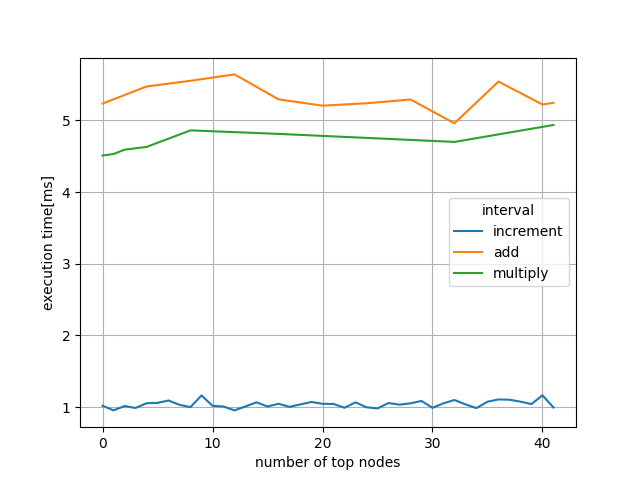 5
4
3
2
1
0
10
20
30
40
execution time[ms]
number of top nodes
interval
increment
add
multiply